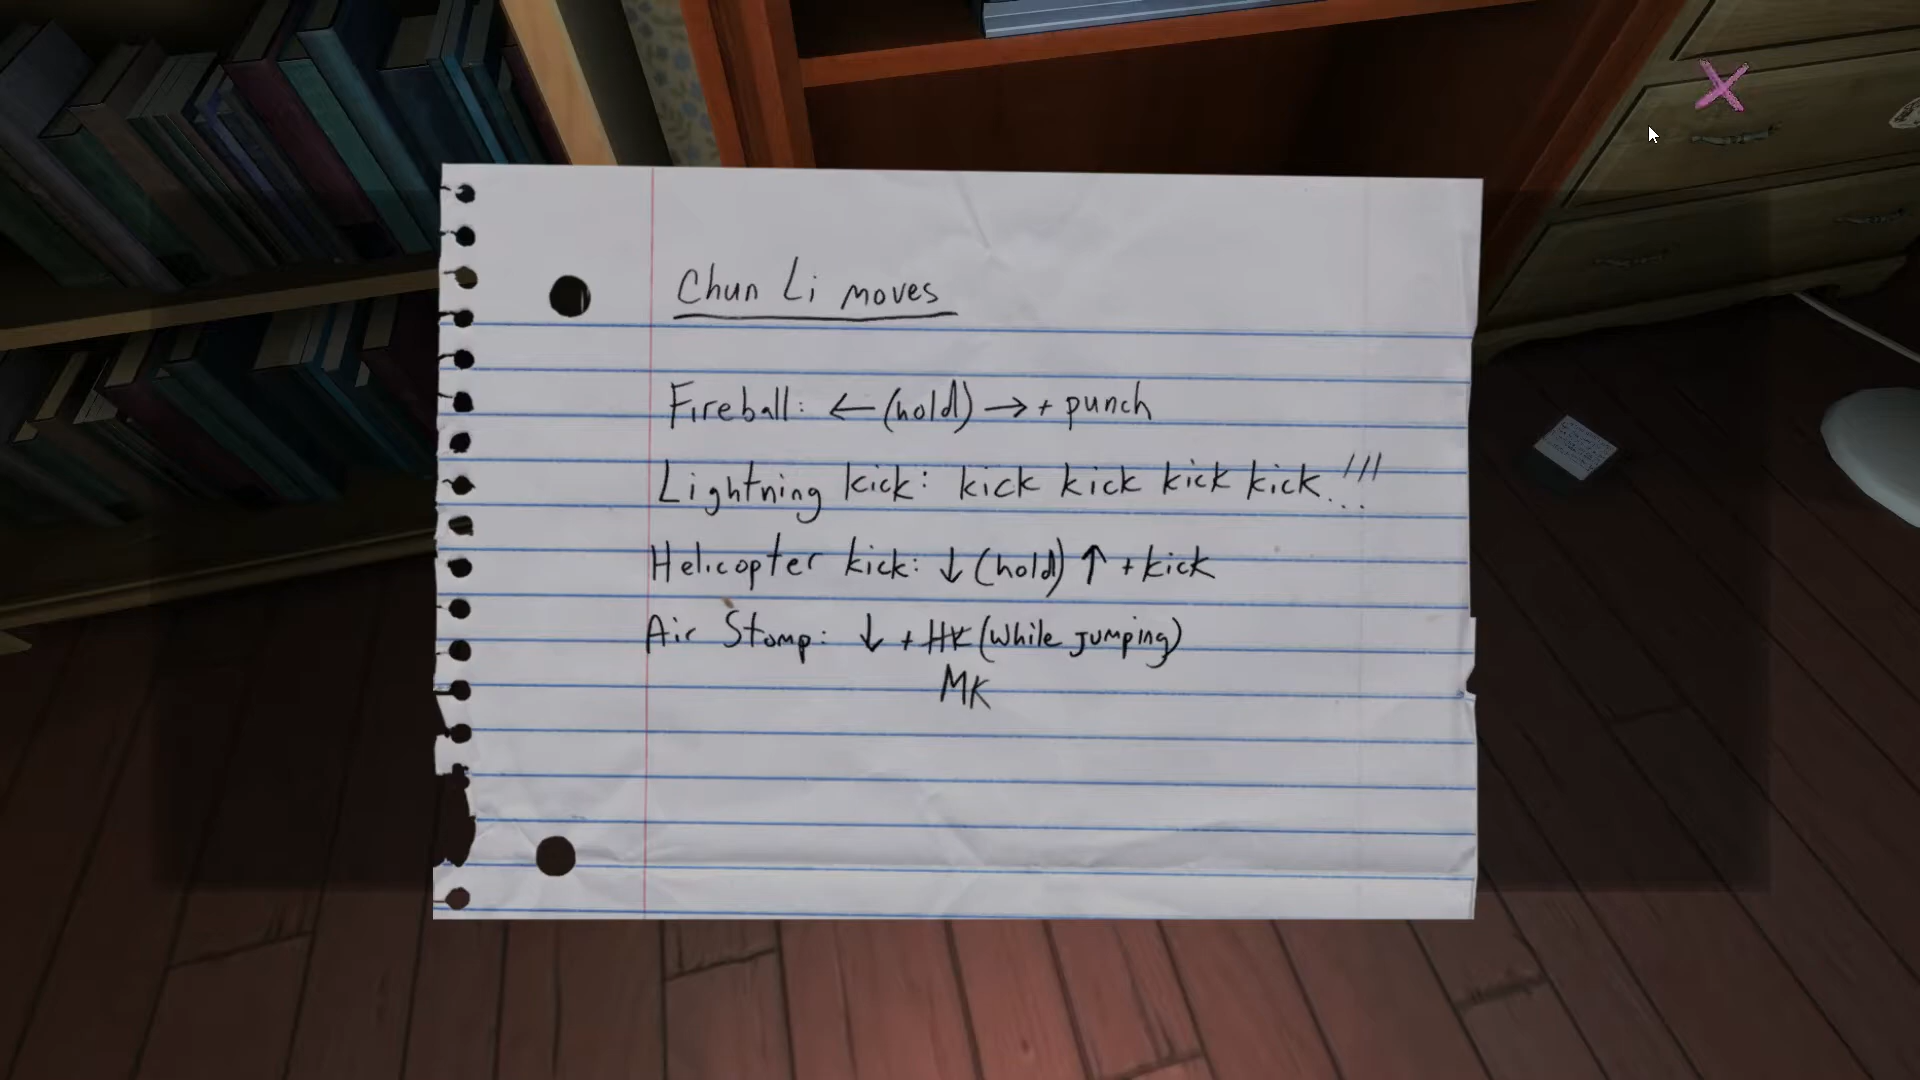 Chun Li moves
Fireball: ← (hold) → + punch
Lightning kick: kick kick kick kick!!!
Helicopter kick: ↓ (hold) ↑ + kick
Air Stomp: ↓ + HK (while jumping)
MK